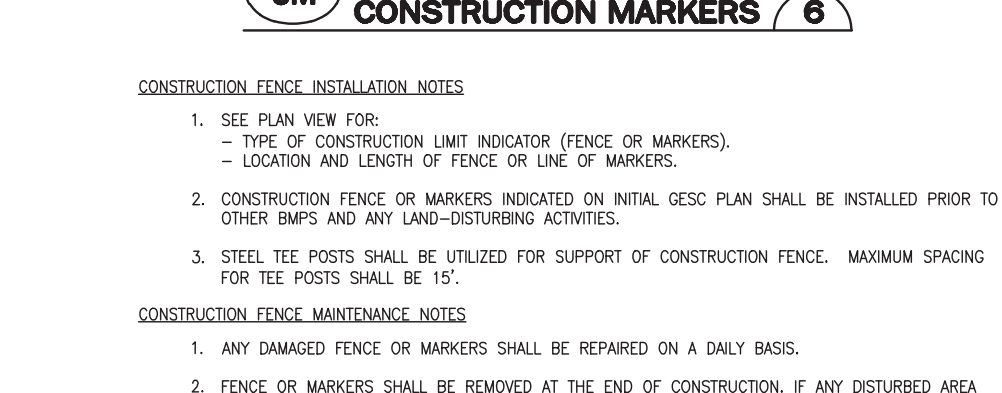 CONSTRUCTION MARKERS 6
CONSTRUCTION FENCE INSTALLATION NOTES
1. SEE PLAN VIEW FOR:
– TYPE OF CONSTRUCTION LIMIT INDICATOR (FENCE OR MARKERS).
– LOCATION AND LENGTH OF FENCE OR LINE OF MARKERS.
2. CONSTRUCTION FENCE OR MARKERS INDICATED ON INITIAL GESC PLAN SHALL BE INSTALLED PRIOR TO
OTHER BMPS AND ANY LAND–DISTURBING ACTIVITIES.
3. STEEL TEE POSTS SHALL BE UTILIZED FOR SUPPORT OF CONSTRUCTION FENCE. MAXIMUM SPACING
FOR TEE POSTS SHALL BE 15'.
CONSTRUCTION FENCE MAINTENANCE NOTES
1. ANY DAMAGED FENCE OR MARKERS SHALL BE REPAIRED ON A DAILY BASIS.
2. FENCE OR MARKERS SHALL BE REMOVED AT THE END OF CONSTRUCTION. IF ANY DISTURBED AREA